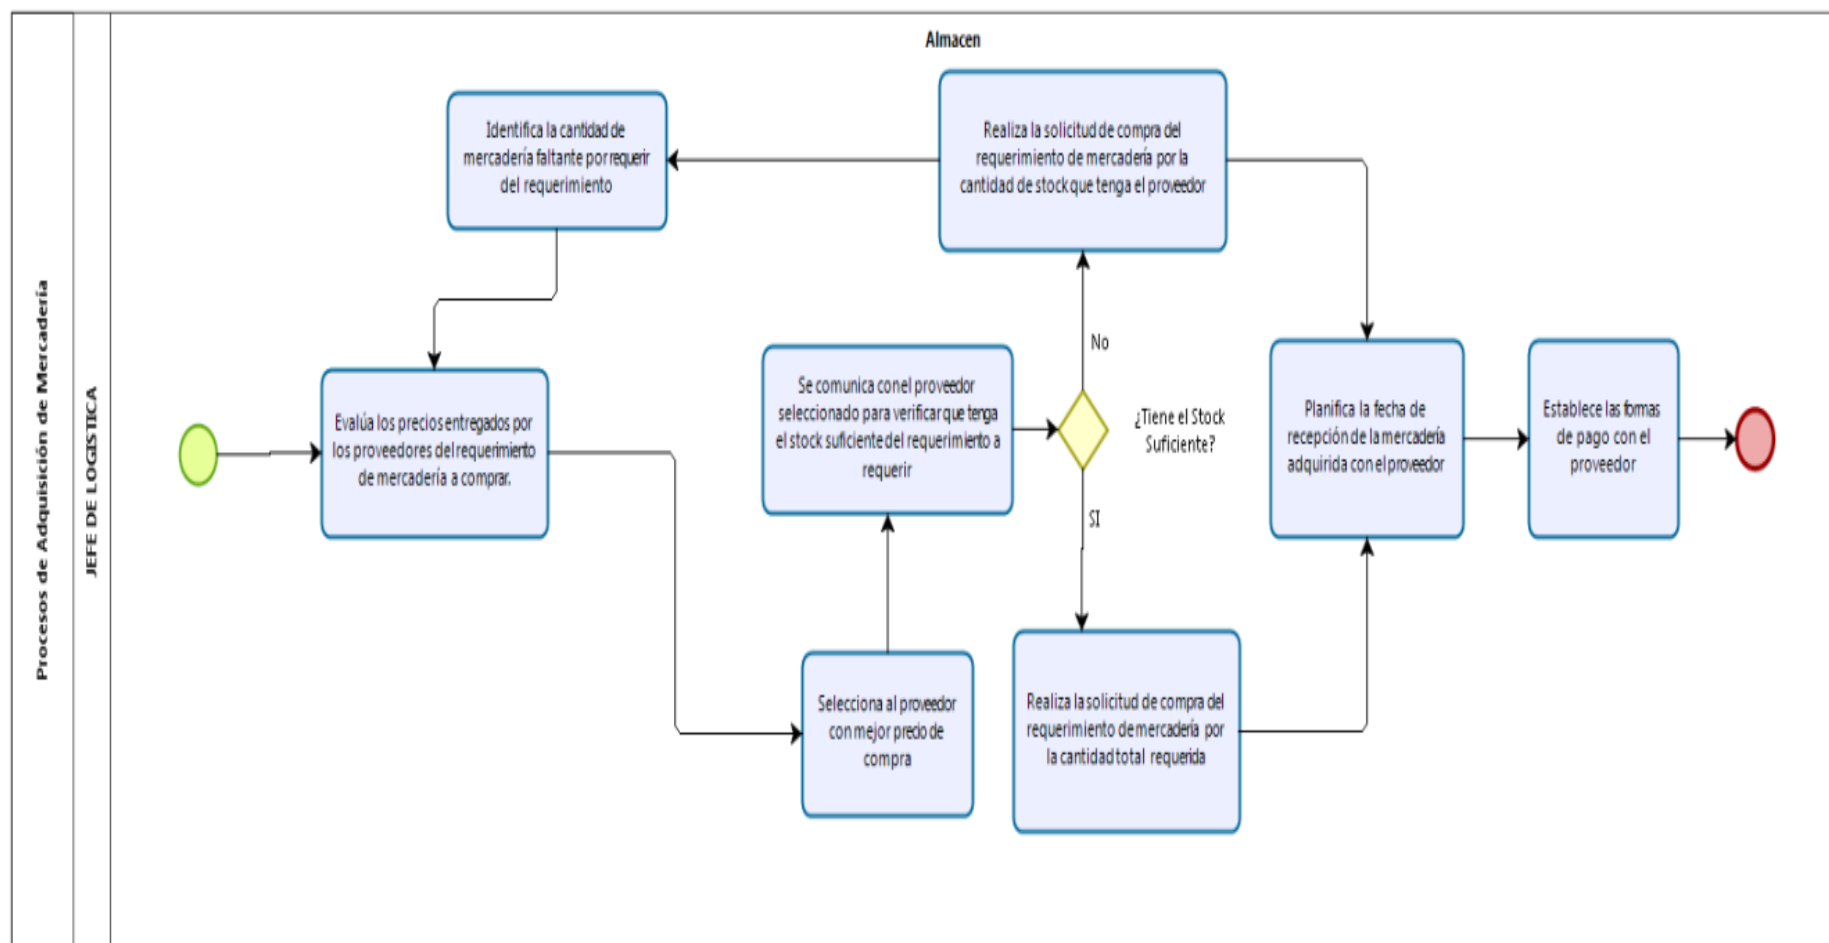 Procesos de Adquisición de Mercadería
JEFE DE LOGISTICA
Almacen
Identifica la cantidad de
mercadería faltante por requerir
del requerimiento
Realiza la solicitud de compra del
requerimiento de mercadería por la
cantidad de stock que tenga el proveedor
Evalúa los precios entregados por
los proveedores del requerimiento
de mercadería a comprar.
Selecciona al proveedor
con mejor precio de
compra
Se comunica con el proveedor
seleccionado para verificar que tenga
el stock suficiente del requerimiento a
requerir
No
¿Tiene el Stock
Suficiente?
SI
Realiza la solicitud de compra del
requerimiento de mercadería por
la cantidad total requerida
Planifica la fecha de
recepción de la mercadería
adquirida con el proveedor
Establece las formas
de pago con el
proveedor